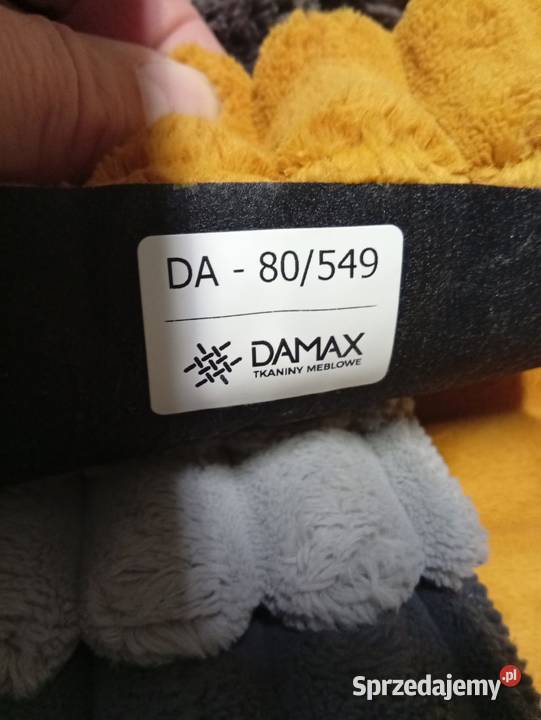 DA - 80/549
DAMAX
TKANINY MEBLOWE
Sprzedajemy.pl